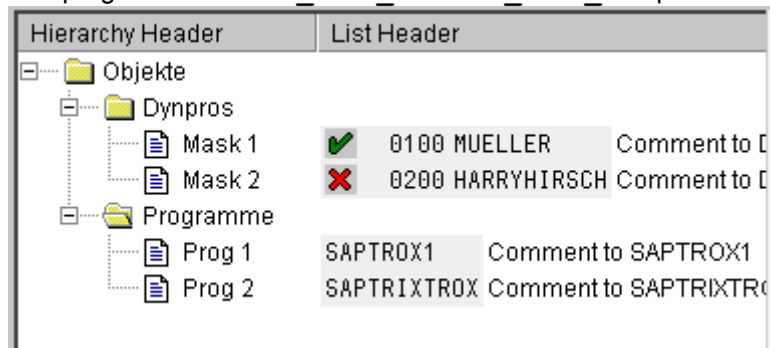 Hierarchy Header List Header
Objekte
Dynpros
Mask 1 0100 MUELLER Comment to
Mask 2 0200 HARRYHIRSCH Comment to
Programme
Prog 1 SAPTROX1 Comment to SAPTROX1
Prog 2 SAPTRIXTROX Comment to